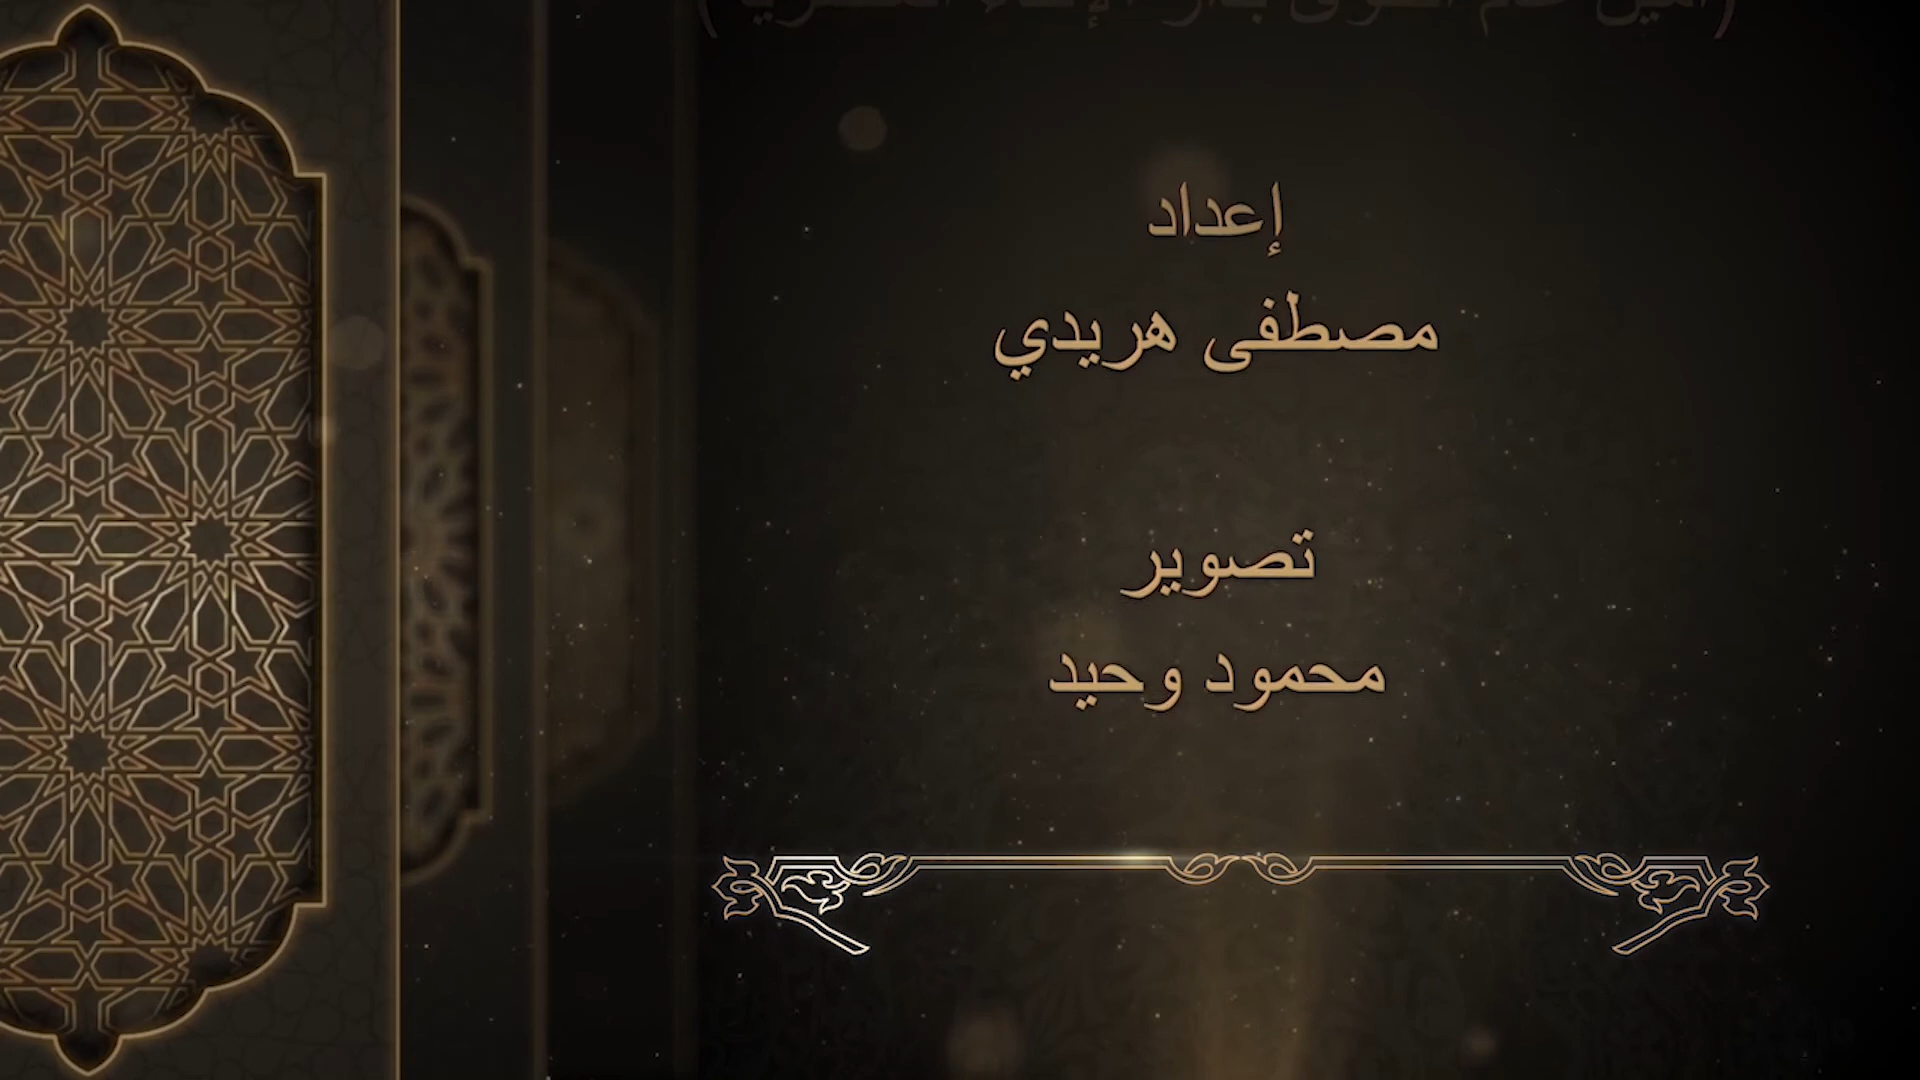 إعداد
مصطفى هريدي
تصوير
محمود وحيد